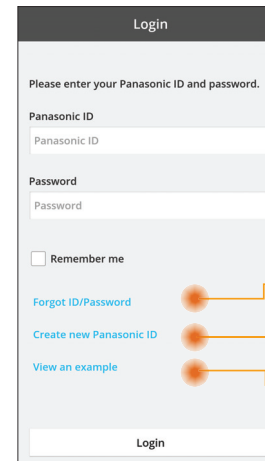 Login
Please enter your Panasonic ID and password.
Panasonic ID
Panasonic ID
Password
Password
Remember me
Forgot ID/Password
Create new Panasonic ID
View an example
Login